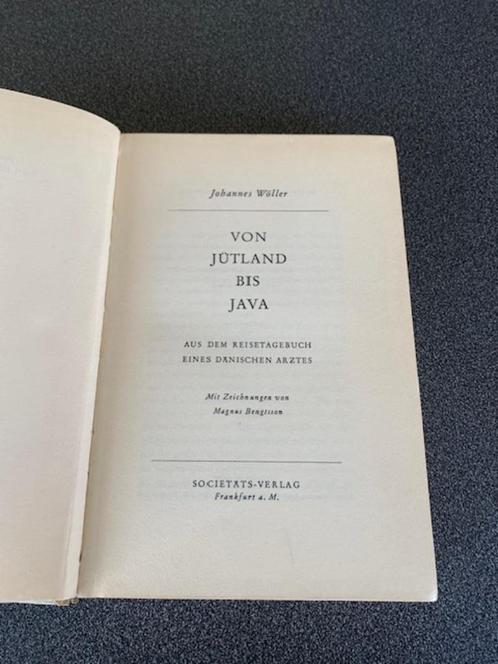 Johannes Wöller
VON
JÜTLAND
BIS
JAVA
AUS DEM REISETAGEBUCH
EINES DÄNISCHEN ARZTES
Mit Zeichnungen von
Magnus Bengtsson
SOCIETÄTS-VERLAG
Frankfurt a. M.